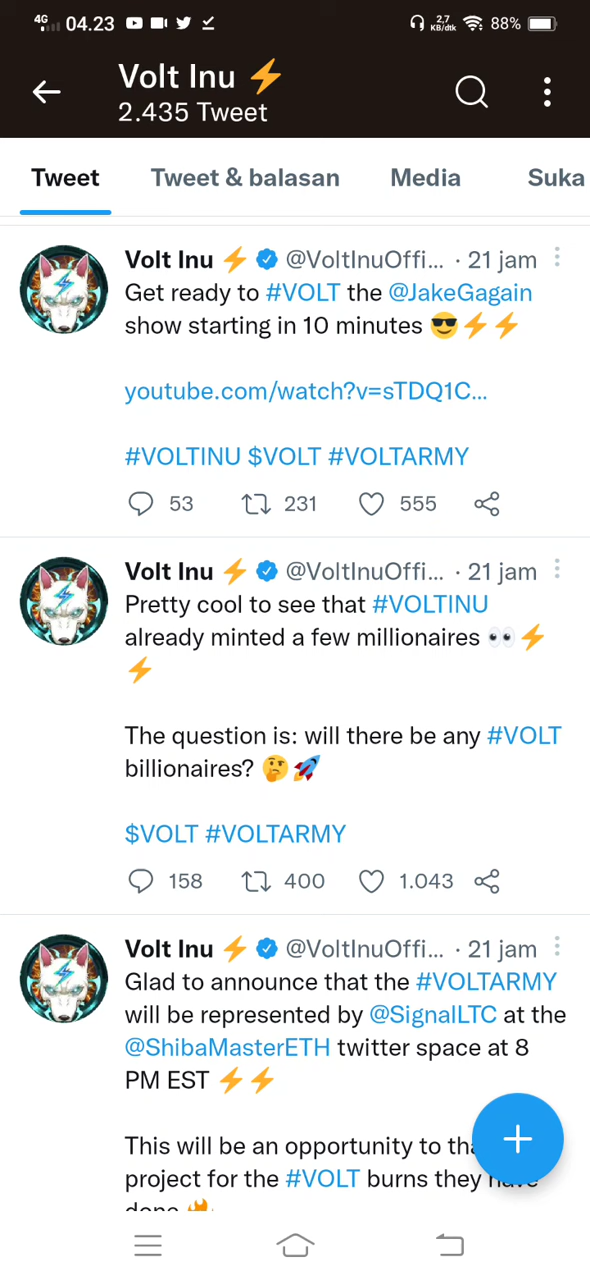 4G 04.23 2,7 KB/dtk 88%
Volt Inu ⚡
2.435 Tweet
Tweet Tweet & balasan Media Suka
Volt Inu ⚡ @VoltInuOffi... · 21 jam
Get ready to #VOLT the @JakeGagain
show starting in 10 minutes 😎⚡⚡
youtube.com/watch?v=sTDQ1C...
#VOLTINU $VOLT #VOLTARMY
53 231 555
Volt Inu ⚡ @VoltInuOffi... · 21 jam
Pretty cool to see that #VOLTINU
already minted a few millionaires 👀⚡
⚡
The question is: will there be any #VOLT
billionaires? 🤔🚀
$VOLT #VOLTARMY
158 400 1.043
Volt Inu ⚡ @VoltInuOffi... · 21 jam
Glad to announce that the #VOLTARMY
will be represented by @SignalLTC at the
@ShibaMasterETH twitter space at 8
PM EST ⚡⚡
This will be an opportunity to
project for the #VOLT burns they have
done 🔥